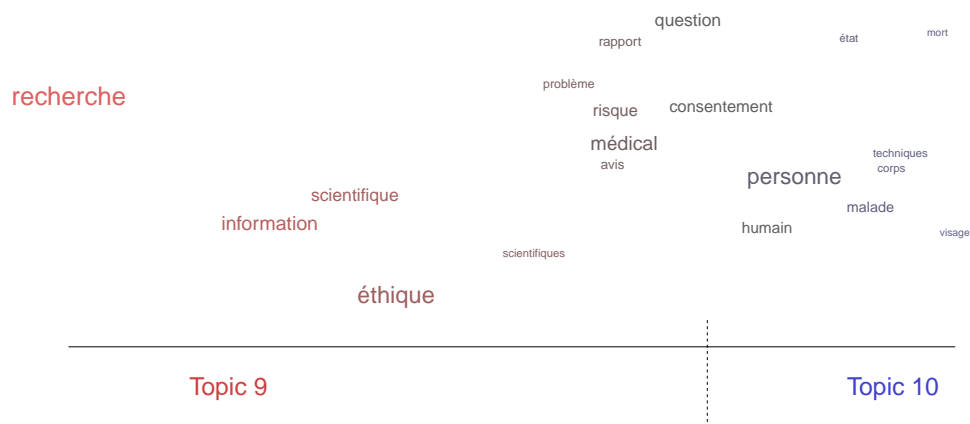 question
mort
état
rapport
problème
recherche
risque
consentement
médical
techniques
avis
corps
personne
scientifique
malade
information
humain
visage
scientifiques
éthique
Topic 9
Topic 10